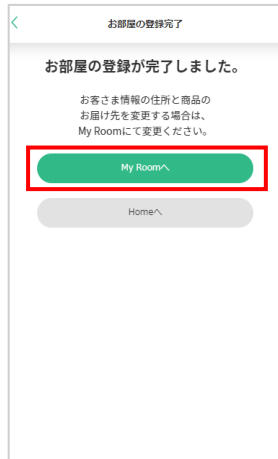 お部屋の登録完了
お部屋の登録が完了しました。
お客さま情報の住所と商品の
お届け先を変更する場合は、
My Roomにて変更ください。
My Roomへ
Homeへ